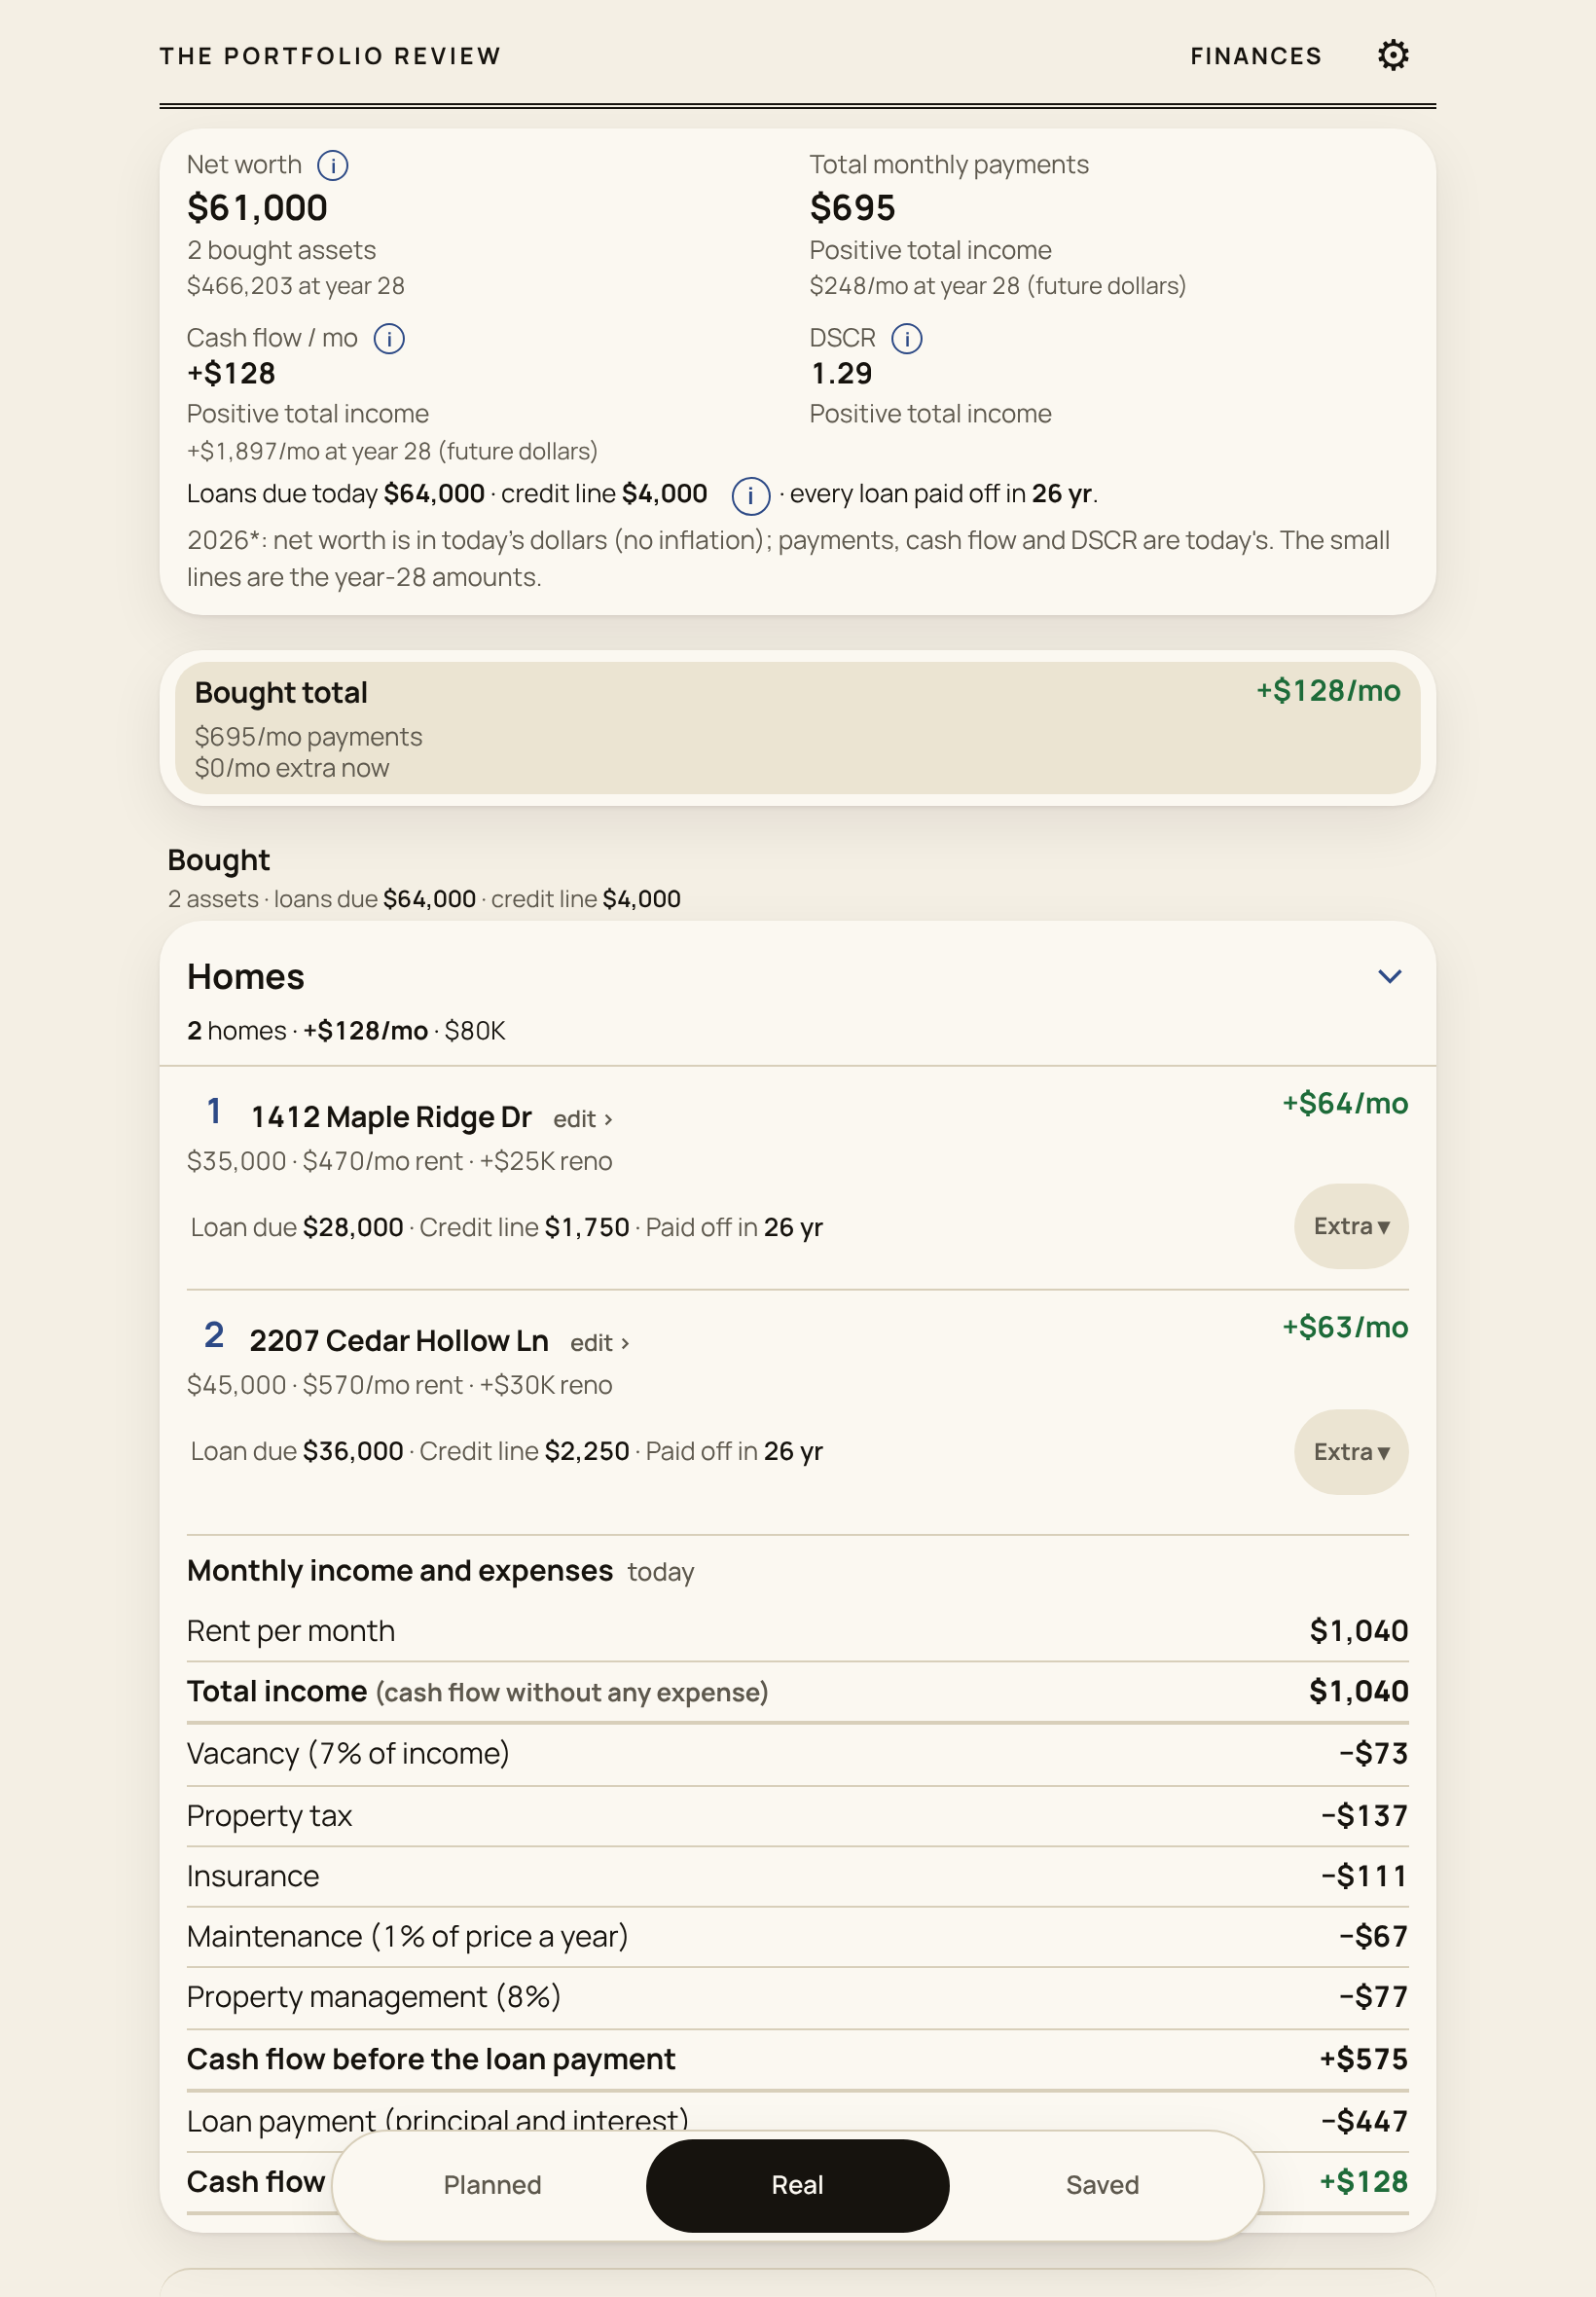 THE PORTFOLIO REVIEW
FINANCES
Net worth i
$61,000
2 bought assets
$466,203 at year 28
Total monthly payments
$695
Positive total income
$248/mo at year 28 (future dollars)
Cash flow / mo i
+$128
Positive total income
+$1,897/mo at year 28 (future dollars)
DSCR i
1.29
Positive total income
Loans due today $64,000 · credit line $4,000 i · every loan paid off in 26 yr.
2026*: net worth is in today's dollars (no inflation); payments, cash flow and DSCR are today's. The small
lines are the year-28 amounts.
Bought total +$128/mo
$695/mo payments
$0/mo extra now
Bought
2 assets · loans due $64,000 · credit line $4,000
Homes
2 homes · +$128/mo · $80K
1 1412 Maple Ridge Dr edit › +$64/mo
$35,000 · $470/mo rent · +$25K reno
Loan due $28,000 · Credit line $1,750 · Paid off in 26 yr Extra ▾
2 2207 Cedar Hollow Ln edit › +$63/mo
$45,000 · $570/mo rent · +$30K reno
Loan due $36,000 · Credit line $2,250 · Paid off in 26 yr Extra ▾
Monthly income and expenses today
Rent per month $1,040
Total income (cash flow without any expense) $1,040
Vacancy (7% of income) −$73
Property tax −$137
Insurance −$111
Maintenance (1% of price a year) −$67
Property management (8%) −$77
Cash flow before the loan payment +$575
Loan payment (principal and interest) −$447
Cash flow +$128
Planned Real Saved